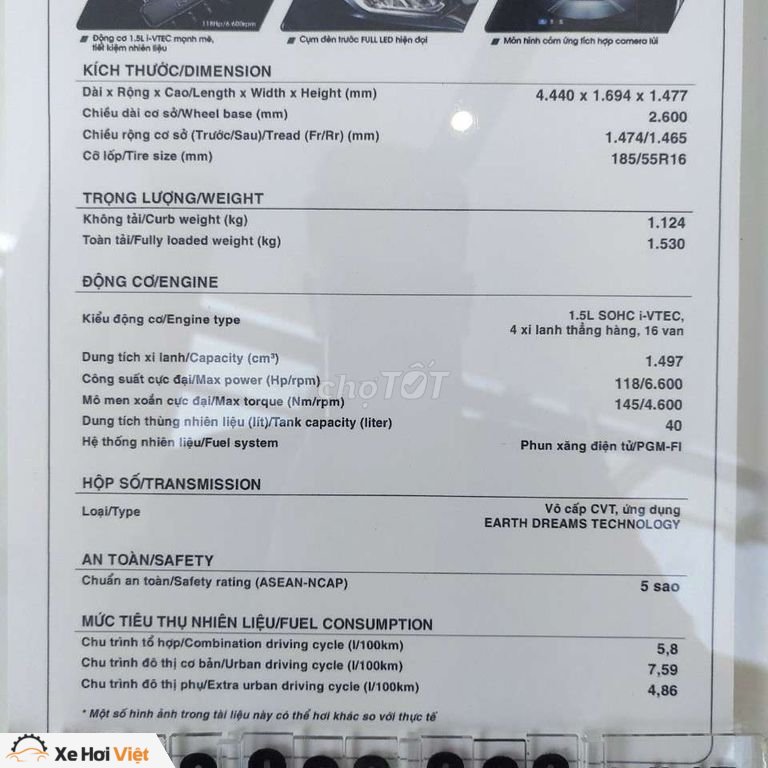 118Hp/6.600rpm
Động cơ 1.5L i-VTEC mạnh mẽ,
tiết kiệm nhiên liệu
Cụm đèn trước FULL LED hiện đại
Màn hình cảm ứng tích hợp camera lùi
KÍCH THƯỚC/DIMENSION
Dài x Rộng x Cao/Length x Width x Height (mm) 4.440 x 1.694 x 1.477
Chiều dài cơ sở/Wheel base (mm) 2.600
Chiều rộng cơ sở (Trước/Sau)/Tread (Fr/Rr) (mm) 1.474/1.465
Cỡ lốp/Tire size (mm) 185/55R16
TRỌNG LƯỢNG/WEIGHT
Không tải/Curb weight (kg) 1.124
Toàn tải/Fully loaded weight (kg) 1.530
ĐỘNG CƠ/ENGINE
Kiểu động cơ/Engine type 1.5L SOHC i-VTEC,
4 xi lanh thẳng hàng, 16 van
Dung tích xi lanh/Capacity (cm³) 1.497
Công suất cực đại/Max power (Hp/rpm) 118/6.600
Mô men xoắn cực đại/Max torque (Nm/rpm) 145/4.600
Dung tích thùng nhiên liệu (lít)/Tank capacity (liter) 40
Hệ thống nhiên liệu/Fuel system Phun xăng điện tử/PGM-FI
chợTỐT
HỘP SỐ/TRANSMISSION
Loại/Type Vô cấp CVT, ứng dụng
EARTH DREAMS TECHNOLOGY
AN TOÀN/SAFETY
Chuẩn an toàn/Safety rating (ASEAN-NCAP) 5 sao
MỨC TIÊU THỤ NHIÊN LIỆU/FUEL CONSUMPTION
Chu trình tổ hợp/Combination driving cycle (l/100km) 5,8
Chu trình đô thị cơ bản/Urban driving cycle (l/100km) 7,59
Chu trình đô thị phụ/Extra urban driving cycle (l/100km) 4,86
* Một số hình ảnh trong tài liệu này có thể hơi khác so với thực tế
Xe Hơi Việt